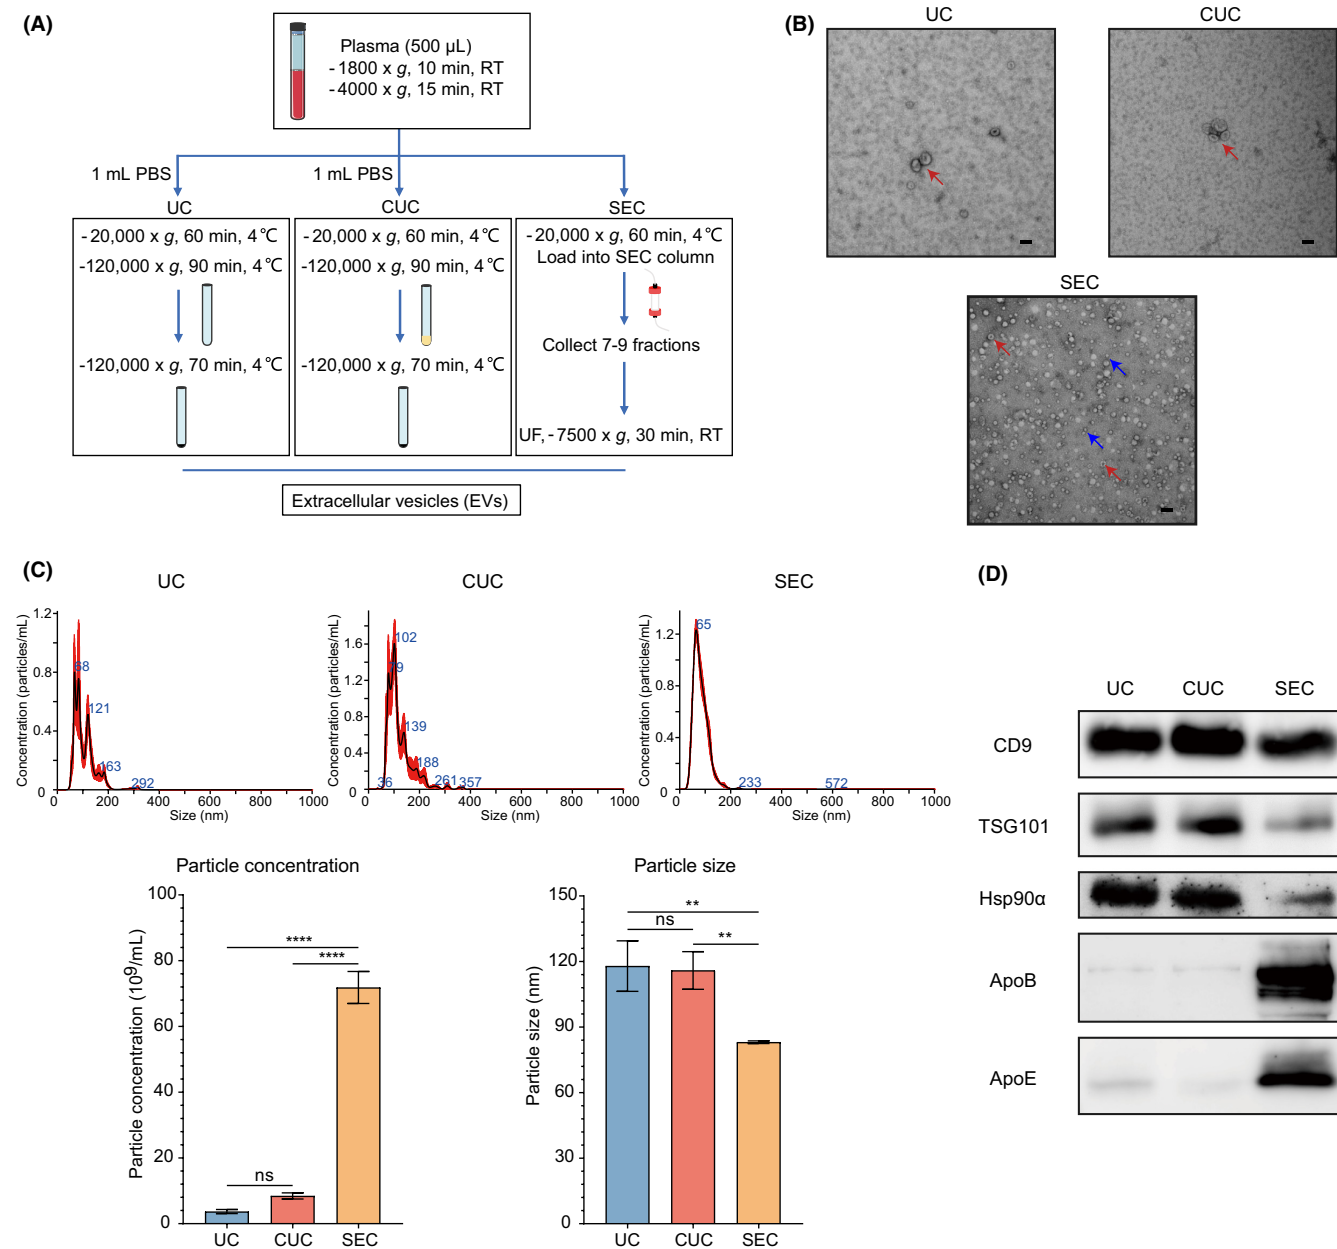 (A)
Plasma (500 µL)
-1800 x g, 10 min, RT
-4000 x g, 15 min, RT
1 mL PBS
1 mL PBS
UC
CUC
SEC
-20,000 x g, 60 min, 4℃
-120,000 x g, 90 min, 4℃
-120,000 x g, 70 min, 4℃
-20,000 x g, 60 min, 4℃
-120,000 x g, 90 min, 4℃
-120,000 x g, 70 min, 4℃
-20,000 x g, 60 min, 4℃
Load into SEC column
Collect 7-9 fractions
UF, -7500 x g, 30 min, RT
Extracellular vesicles (EVs)
(B)
UC
CUC
SEC
(C)
UC
Concentration (particles/mL)
1.2
0.8
0.4
0
68
121
163
292
0 200 400 600 800 1000
Size (nm)
CUC
Concentration (particles/mL)
1.6
1.2
0.8
0.4
0
102
79
139
188
36
261
357
0 200 400 600 800 1000
Size (nm)
SEC
Concentration (particles/mL)
1.2
0.8
0.4
0
65
233
572
0 200 400 600 800 1000
Size (nm)
Particle concentration
Particle concentration (10⁹/mL)
100
80
60
40
20
0
****
****
ns
UC CUC SEC
Particle size
Particle size (nm)
150
120
90
60
30
0
**
ns
**
UC CUC SEC
(D)
UC CUC SEC
CD9
TSG101
Hsp90α
ApoB
ApoE